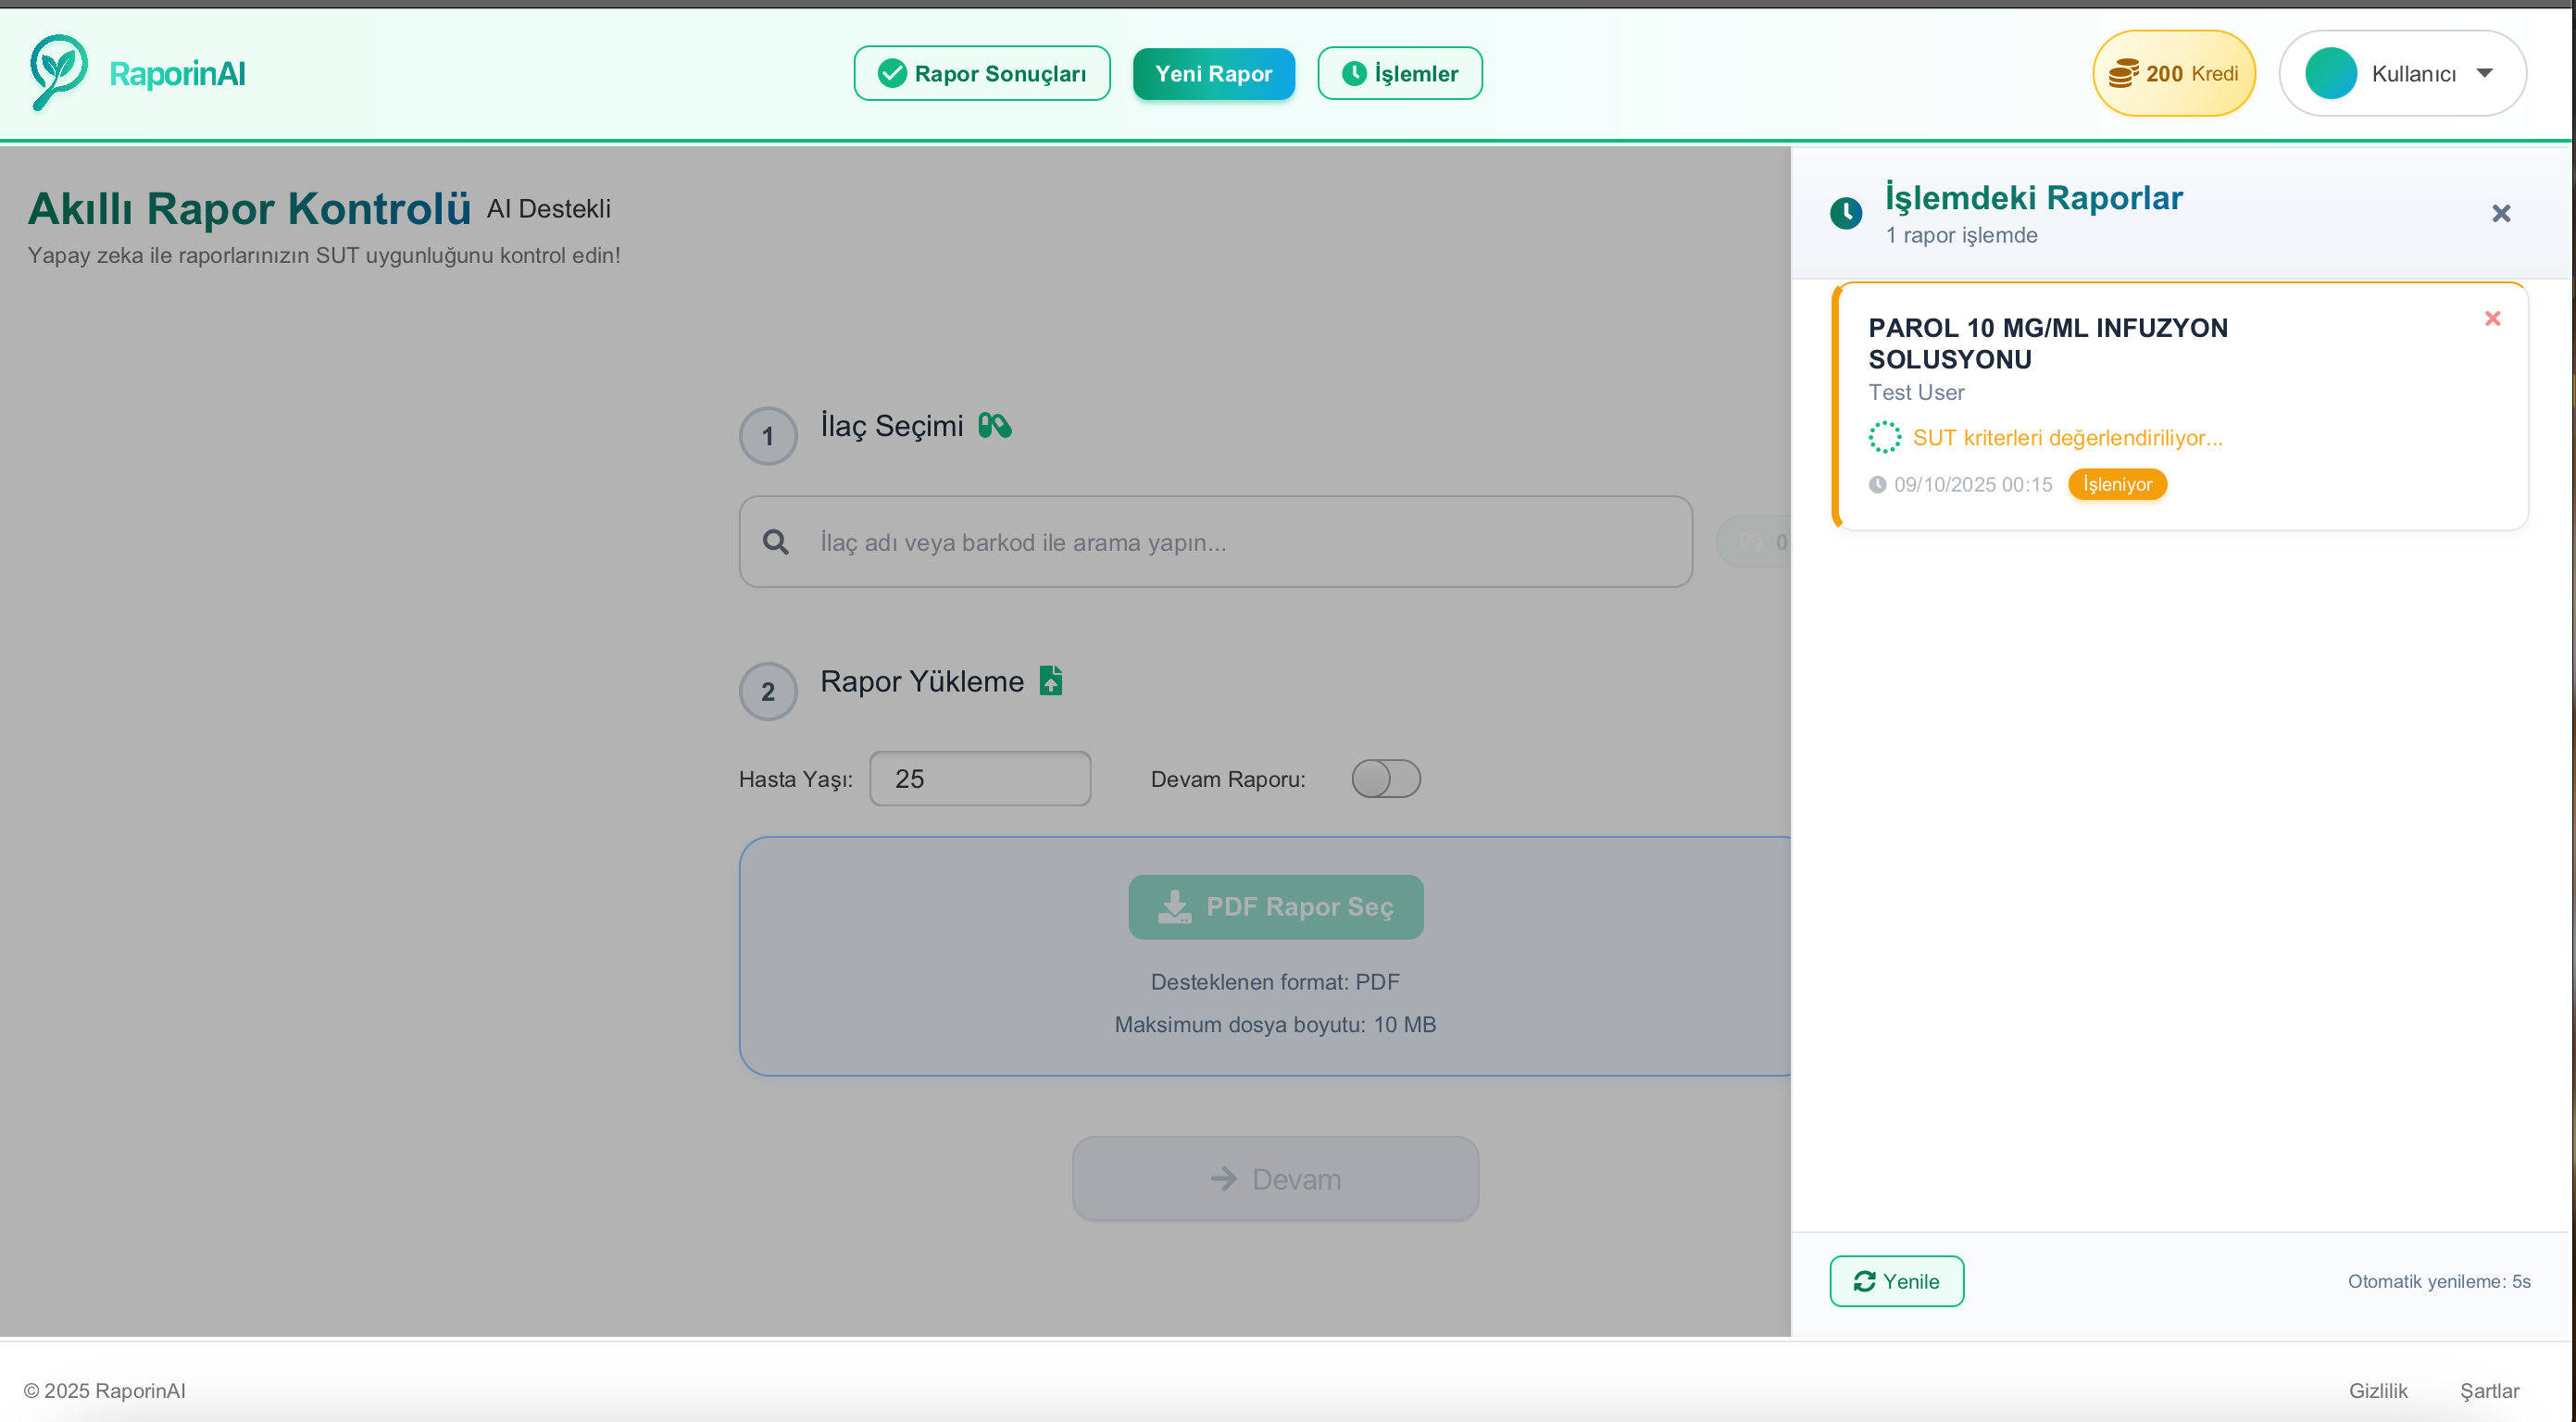 RaporinAI
Rapor Sonuçları
Yeni Rapor
İşlemler
200 Kredi
Kullanıcı
Akıllı Rapor Kontrolü AI Destekli
Yapay zeka ile raporlarınızın SUT uygunluğunu kontrol edin!
1
İlaç Seçimi
İlaç adı veya barkod ile arama yapın...
0
2
Rapor Yükleme
Hasta Yaşı: 25
Devam Raporu:
PDF Rapor Seç
Desteklenen format: PDF
Maksimum dosya boyutu: 10 MB
Devam
İşlemdeki Raporlar
1 rapor işlemde
PAROL 10 MG/ML INFUZYON
SOLUSYONU
Test User
SUT kriterleri değerlendiriliyor...
09/10/2025 00:15 İşleniyor
Yenile
Otomatik yenileme: 5s
© 2025 RaporinAI
Gizlilik
Şartlar